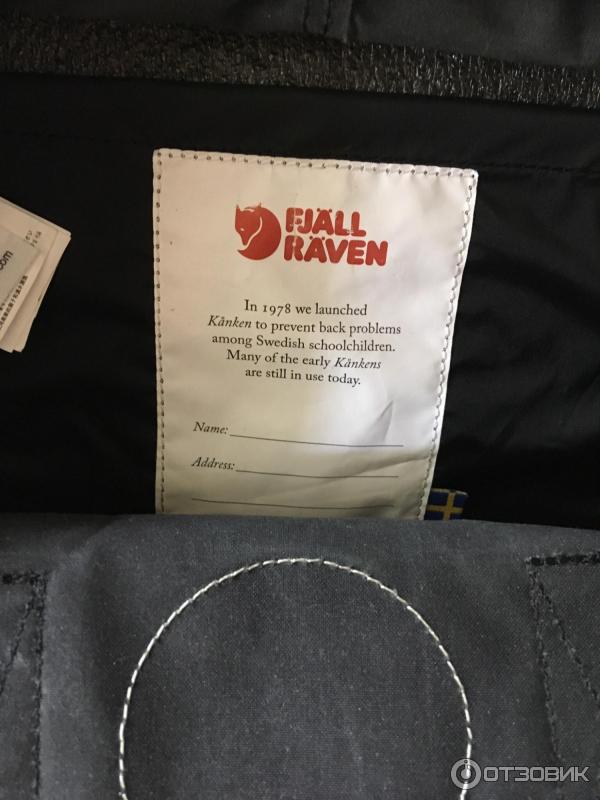 FJÄLL
RÄVEN
In 1978 we launched
Kånken to prevent back problems
among Swedish schoolchildren.
Many of the early Kånkens
are still in use today.
Name:
Address:
com
ОТЗОВИК